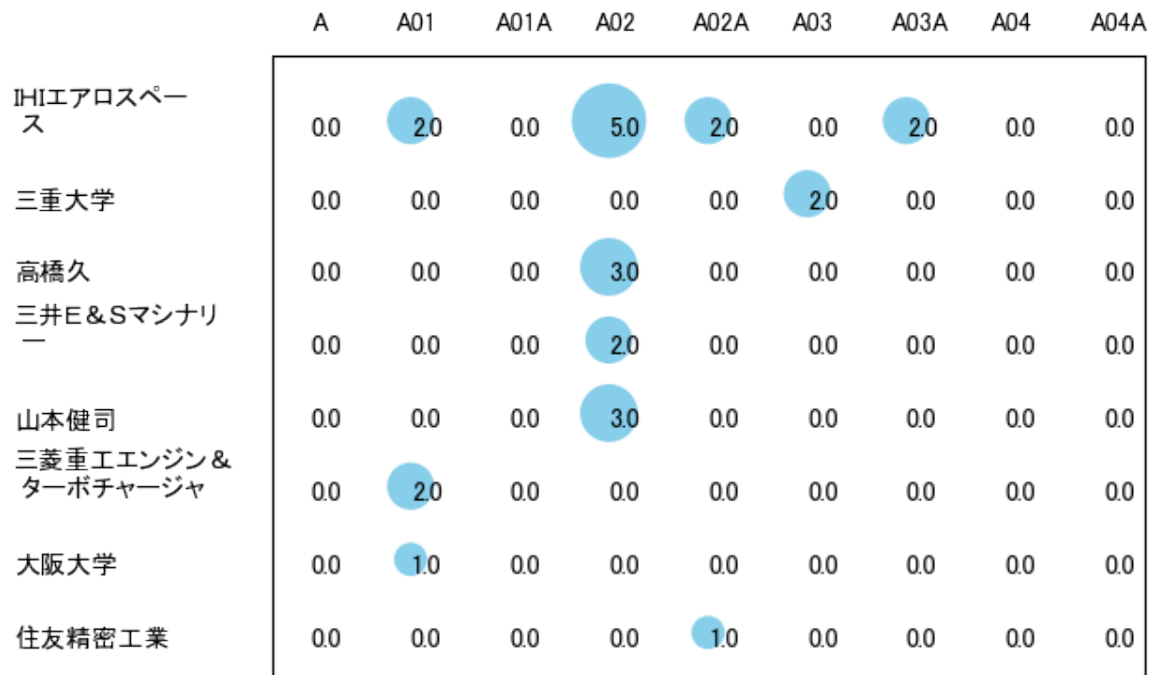 A A01 A01A A02 A02A A03 A03A A04 A04A
IHIエアロスペー
ス
0.0 2.0 0.0 5.0 2.0 0.0 2.0 0.0 0.0
三重大学 0.0 0.0 0.0 0.0 0.0 2.0 0.0 0.0 0.0
高橋久 0.0 0.0 0.0 3.0 0.0 0.0 0.0 0.0 0.0
三井E&Sマシナリ
ー
0.0 0.0 0.0 2.0 0.0 0.0 0.0 0.0 0.0
山本健司 0.0 0.0 0.0 3.0 0.0 0.0 0.0 0.0 0.0
三菱重工エンジン&
ターボチャージャ
0.0 2.0 0.0 0.0 0.0 0.0 0.0 0.0 0.0
大阪大学 0.0 1.0 0.0 0.0 0.0 0.0 0.0 0.0 0.0
住友精密工業 0.0 0.0 0.0 0.0 1.0 0.0 0.0 0.0 0.0